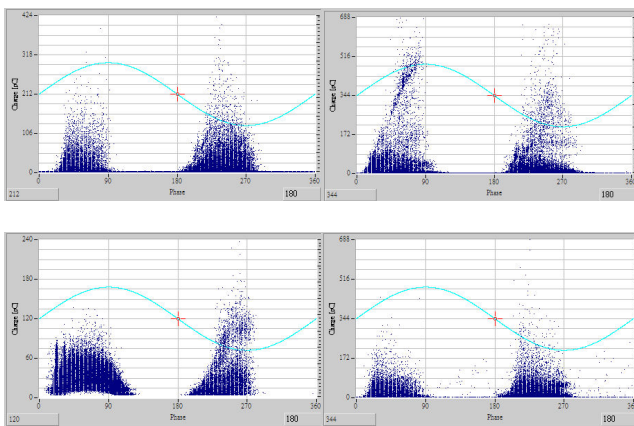 424 688
318 516
212 344
106 172
0 0
Charge [pC] Charge [pC]
0 90 180 270 360 0 90 180 270 360
212 Phase 180 344 Phase 180
240 688
180 516
120 344
60 172
0 0
Charge [pC] Charge [pC]
0 90 180 270 360 0 90 180 270 360
120 Phase 180 344 Phase 180